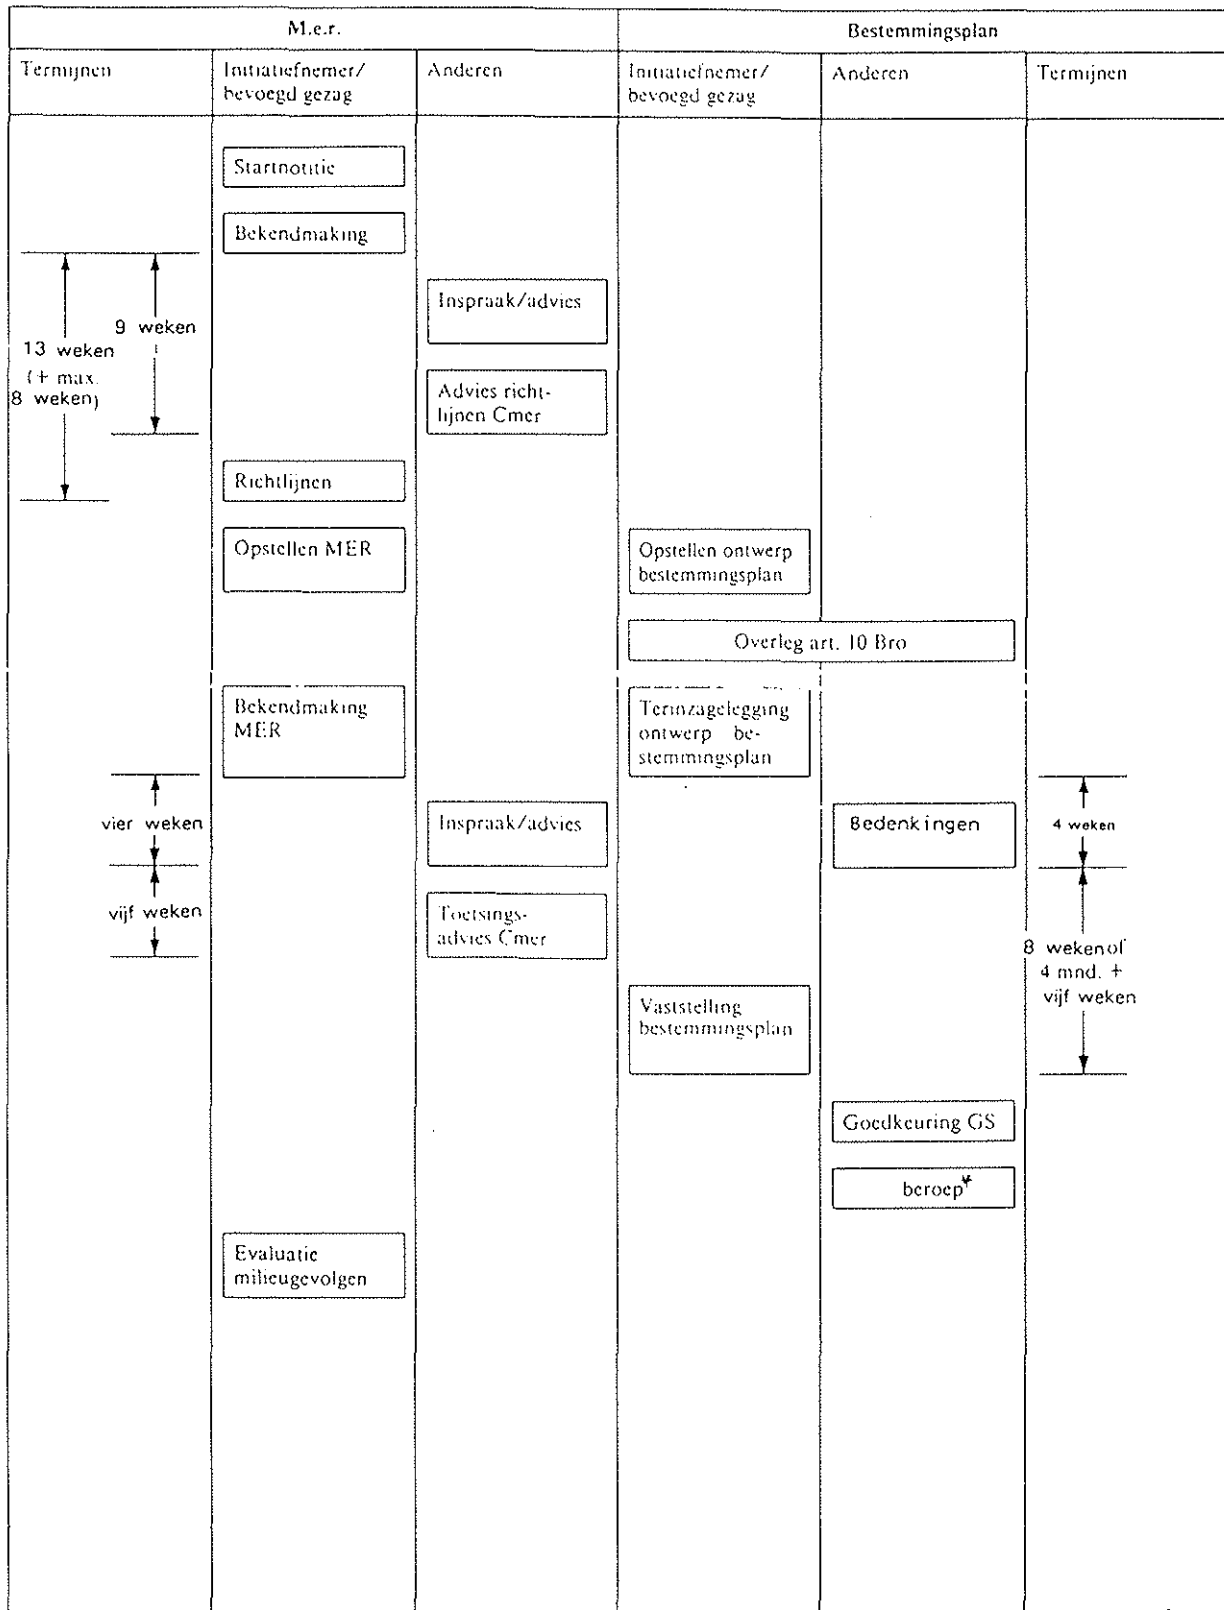 M.e.r.
Bestemmingsplan
Termijnen
Initiatiefnemer/
bevoegd gezag
Anderen
Initiatiefnemer/
bevoegd gezag
Anderen
Termijnen
Startnotitie
Bekendmaking
9 weken
13 weken
(+ max.
8 weken)
Inspraak/advies
Advies richt-
lijnen Cmer
Richtlijnen
Opstellen MER
Opstellen ontwerp
bestemmingsplan
Overleg art. 10 Bro
Bekendmaking
MER
Terinzagelegging
ontwerp be-
stemmingsplan
vier weken
Inspraak/advies
Bedenkingen
4 weken
vijf weken
Toetsings-
advies Cmer
8 weken of
4 mnd. +
vijf weken
Vaststelling
bestemmingsplan
Goedkeuring GS
beroep*
Evaluatie
milieugevolgen